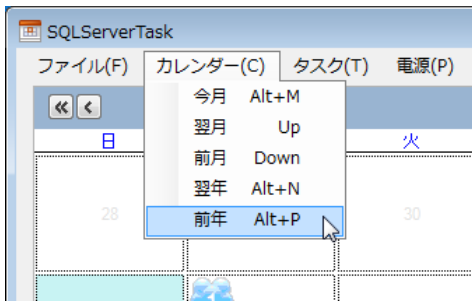 SQLServerTask
ファイル(F) カレンダー(C) タスク(T) 電源(P)
今月 Alt+M
翌月 Up
前月 Down
翌年 Alt+N
前年 Alt+P
日 火
28 30